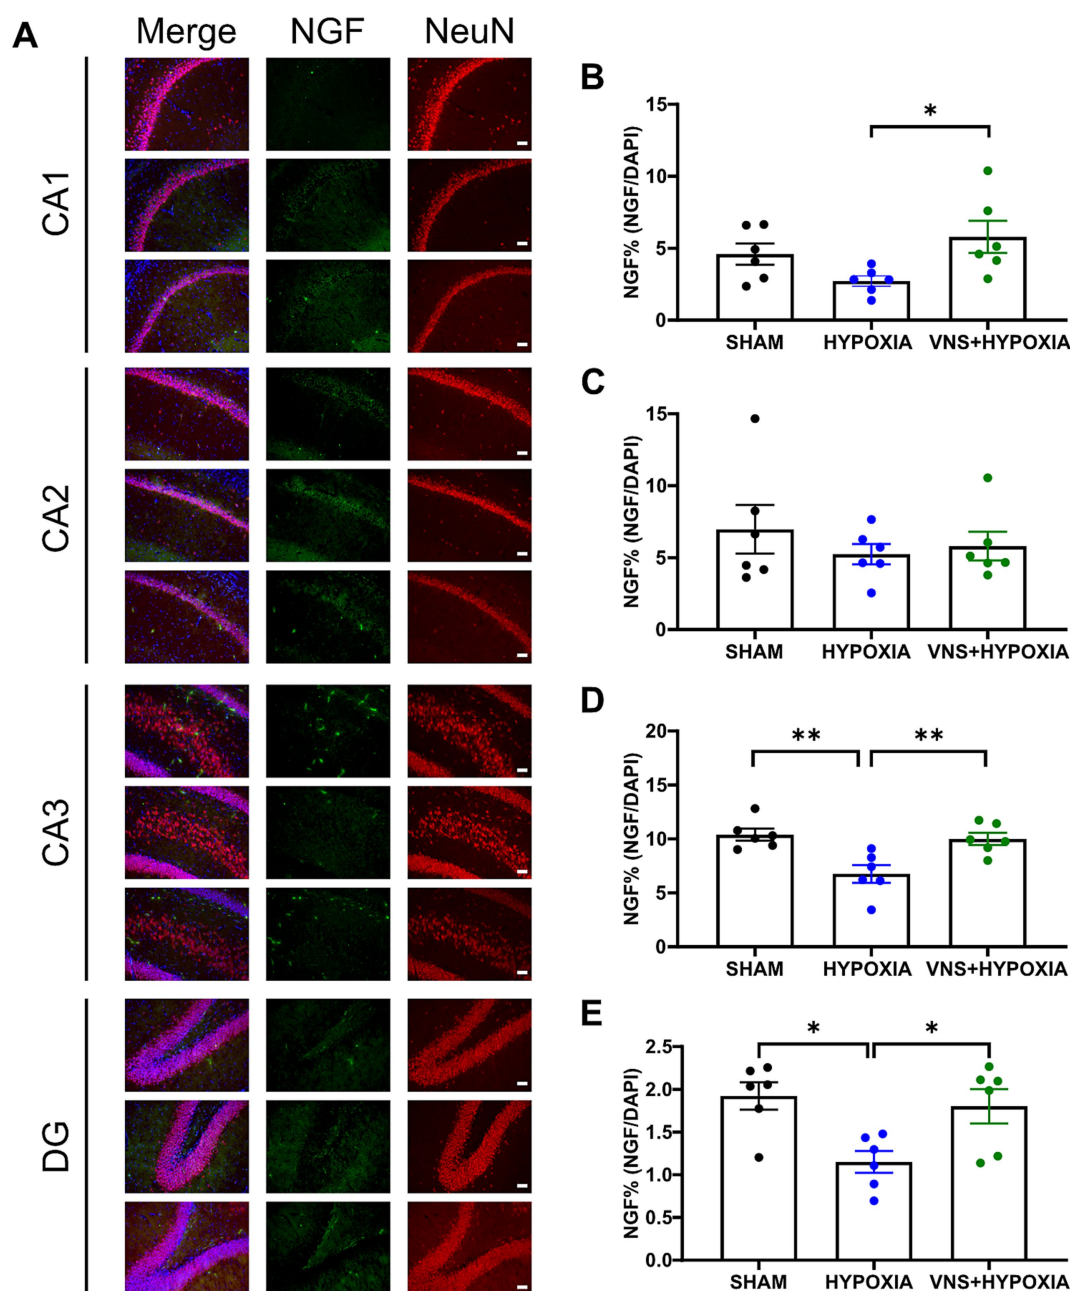 A
Merge NGF NeuN
CA1
CA2
CA3
DG
B
NGF% (NGF/DAPI)
15
10
5
0
*
SHAM HYPOXIA VNS+HYPOXIA
C
NGF% (NGF/DAPI)
15
10
5
0
SHAM HYPOXIA VNS+HYPOXIA
D
NGF% (NGF/DAPI)
20
15
10
5
0
** **
SHAM HYPOXIA VNS+HYPOXIA
E
NGF% (NGF/DAPI)
2.5
2.0
1.5
1.0
0.5
0.0
* *
SHAM HYPOXIA VNS+HYPOXIA